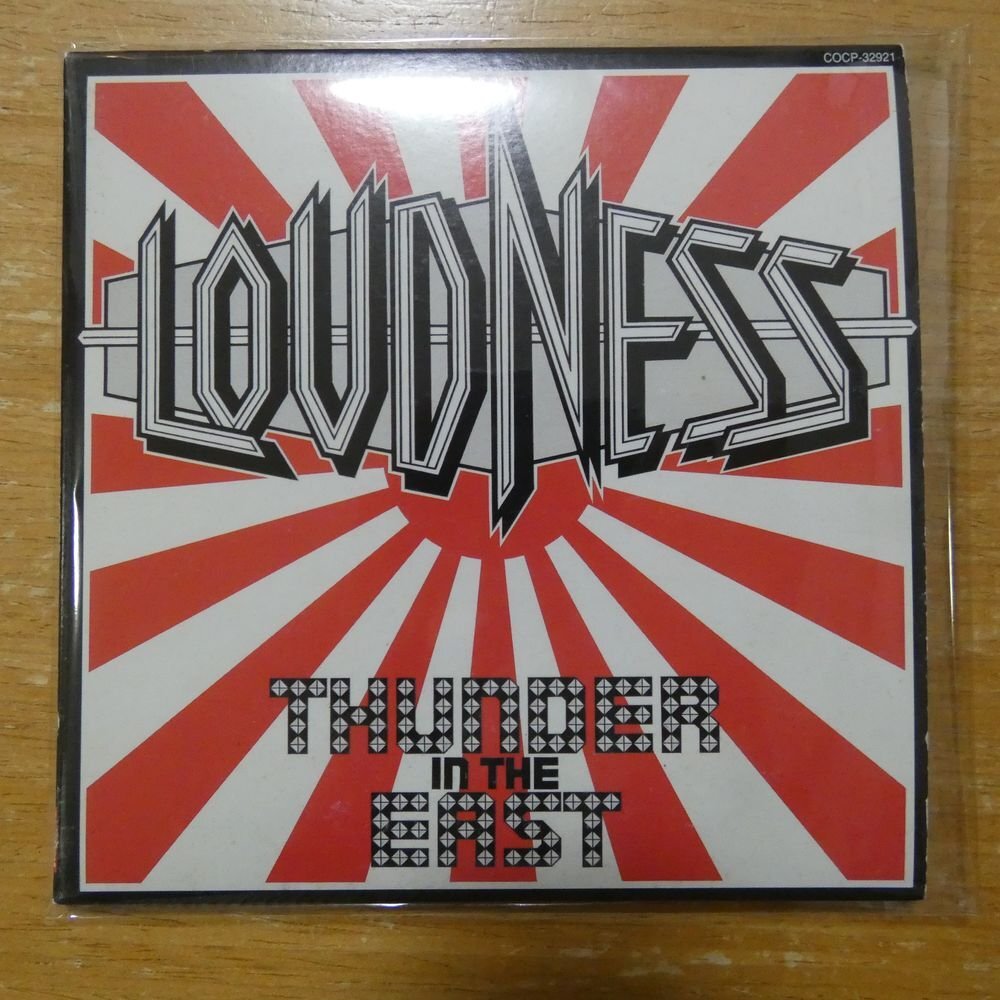 COCP-32921
LOUDNESS
THUNDER
IN THE
EAST